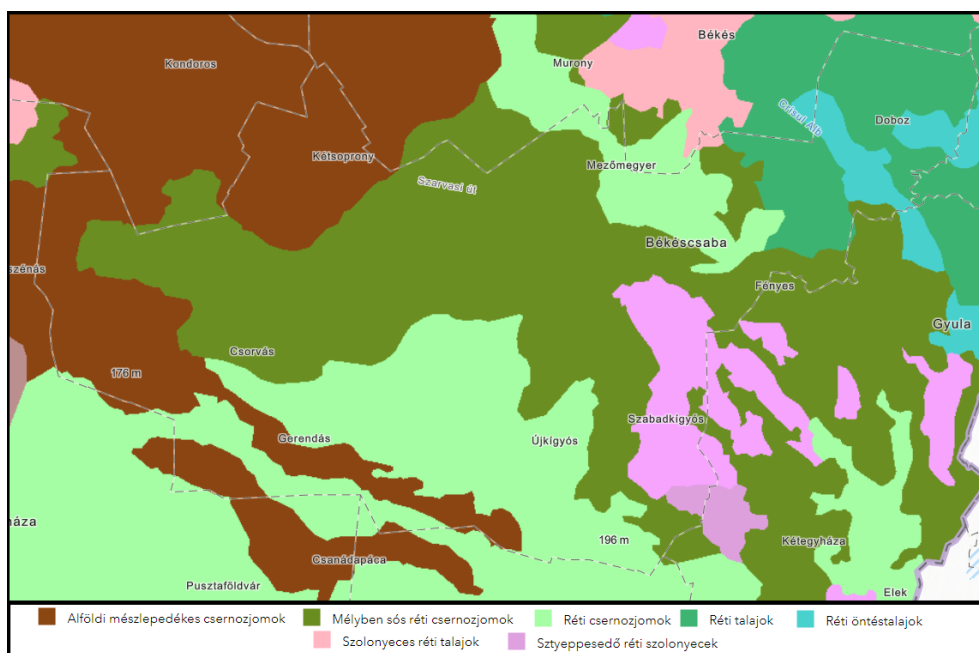 Békés
Kondoros
Murony
Crisul Alb
Doboz
Kétsoprony
Mezőmegyer
Szarvasi út
Békéscsaba
szénás
Fényes
Gyula
Csorvás
176 m
Szabadkígyós
Gerendás
Újkígyós
háza
196 m
Kétegyháza
Csanádapáca
Pusztaföldvár
Elek
Alföldi mészlepedékes csernozjomok
Mélyben sós réti csernozjomok
Réti csernozjomok
Réti talajok
Réti öntéstalajok
Szolonyeces réti talajok
Sztyeppesedő réti szolonyecek